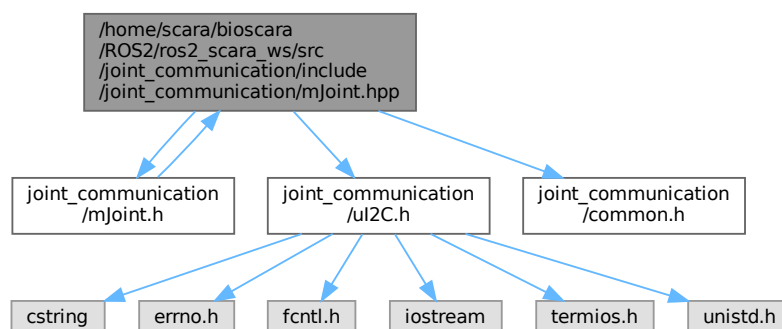 /home/scara/bioscara
/ROS2/ros2_scara_ws/src
/joint_communication/include
/joint_communication/mJoint.hpp
joint_communication
/mJoint.h
joint_communication
/uI2C.h
joint_communication
/common.h
cstring
errno.h
fcntl.h
iostream
termios.h
unistd.h